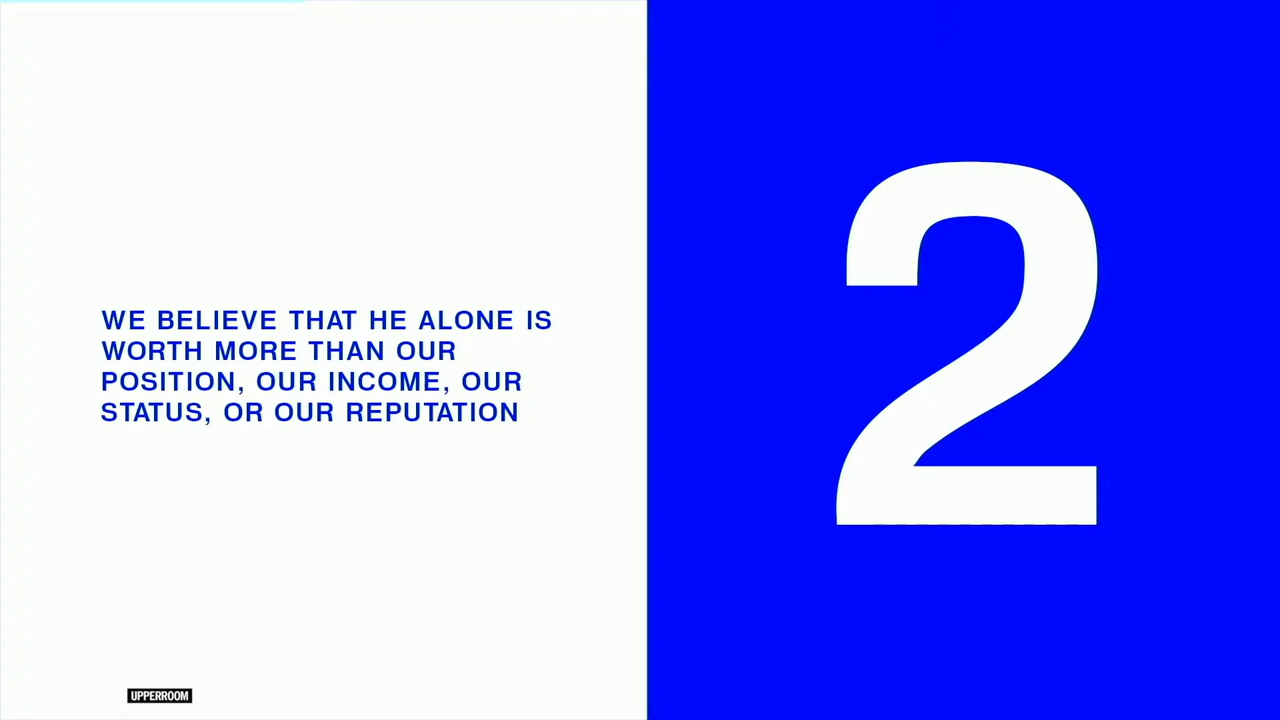 WE BELIEVE THAT HE ALONE IS
WORTH MORE THAN OUR
POSITION, OUR INCOME, OUR
STATUS, OR OUR REPUTATION
2
UPPERROOM